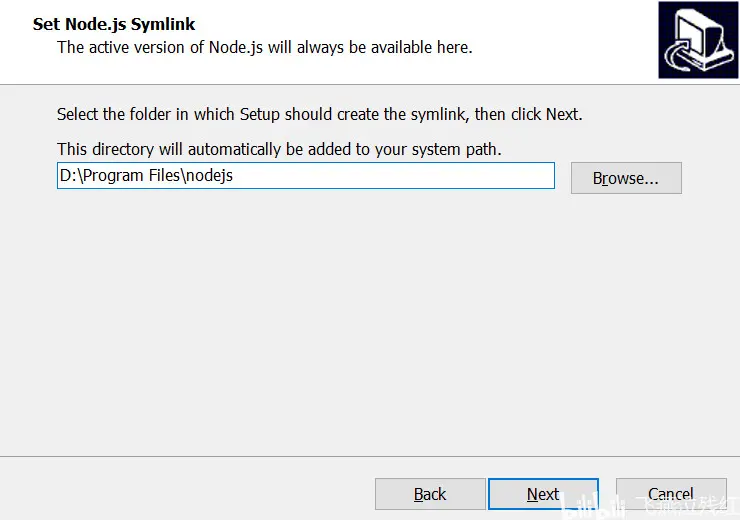 Set Node.js Symlink
The active version of Node.js will always be available here.
Select the folder in which Setup should create the symlink, then click Next.
This directory will automatically be added to your system path.
D:\Program Files\nodejs
Browse...
Back
Next
Cancel
bilibili